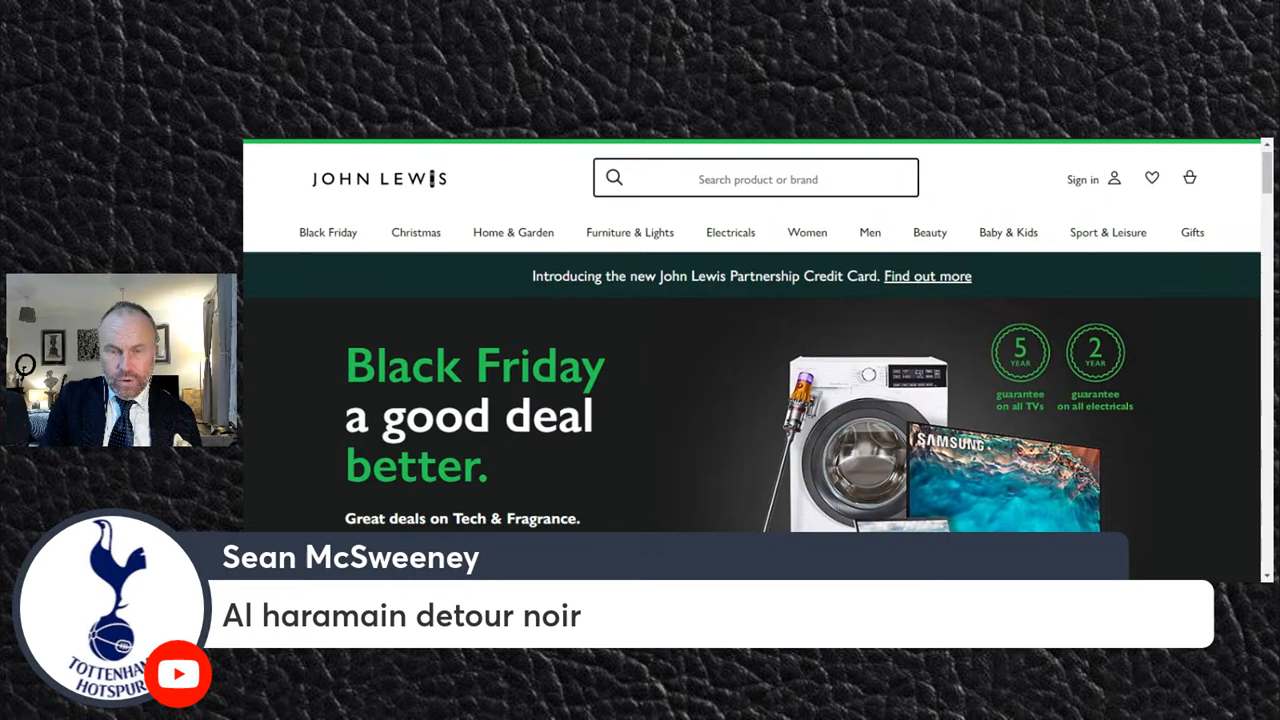 JOHN LEWIS
Search product or brand
Sign in
Black Friday Christmas Home & Garden Furniture & Lights Electricals Women Men Beauty Baby & Kids Sport & Leisure Gifts
Introducing the new John Lewis Partnership Credit Card. Find out more
Black Friday
a good deal
better.
Great deals on Tech & Fragrance.
5
YEAR
guarantee
on all TVs
2
YEAR
guarantee
on all electricals
SAMSUNG
Sean McSweeney
Al haramain detour noir
TOTTENHAM
HOTSPUR